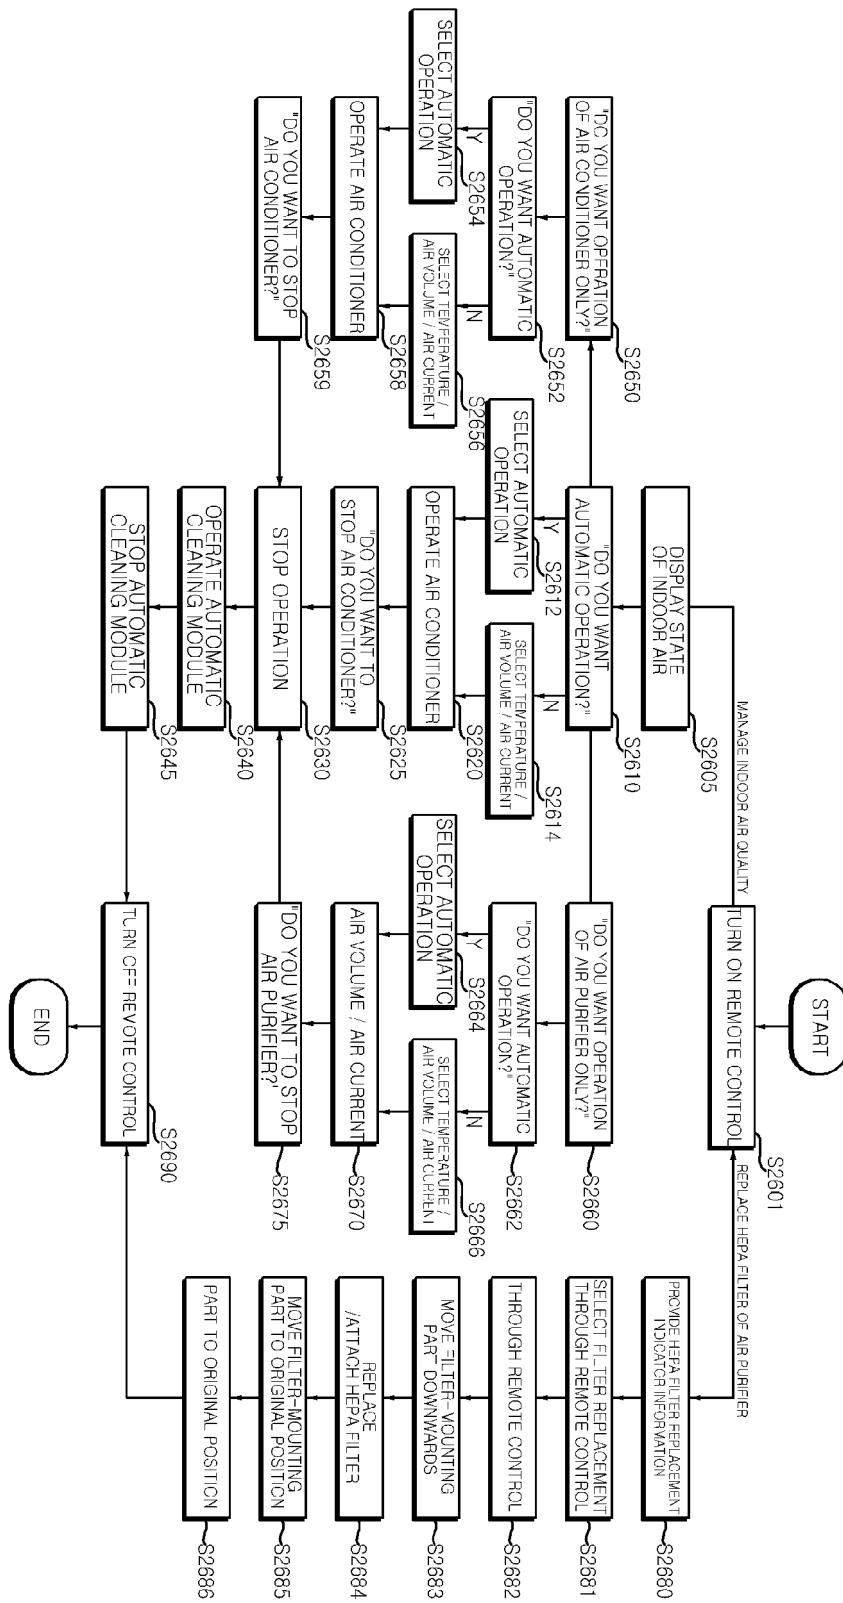 START
TURN ON REMOTE CONTROL
S2601
MANAGE INDOOR AIR QUALITY
REPLACE HEPA FILTER OF AIR PURIFIER
DISPLAY STATE
OF INDOOR AIR
S2605
"DO YOU WANT
AUTOMATIC OPERATION?"
S2610
Y
N
SELECT AUTOMATIC
OPERATION
S2612
SELECT TEMPERATURE /
AIR VOLUME / AIR CURRENT
S2614
OPERATE AIR CONDITIONER
S2620
"DO YOU WANT TO
STOP AIR CONDITIONER?"
S2625
STOP OPERATION
S2630
OPERATE AUTOMATIC
CLEANING MODULE
S2640
STOP AUTOMATIC
CLEANING MODULE
S2645
"DO YOU WANT OPERATION
OF AIR CONDITIONER ONLY?"
S2650
"DO YOU WANT AUTOMATIC
OPERATION?"
S2652
Y
N
SELECT AUTOMATIC
OPERATION
S2654
SELECT TEMPERATURE /
AIR VOLUME / AIR CURRENT
S2656
OPERATE AIR CONDITIONER
S2658
"DO YOU WANT TO STOP
AIR CONDITIONER?"
S2659
"DO YOU WANT OPERATION
OF AIR PURIFIER ONLY?"
S2660
"DO YOU WANT AUTOMATIC
OPERATION?"
S2662
Y
N
SELECT AUTOMATIC
OPERATION
S2664
SELECT TEMPERATURE /
AIR VOLUME / AIR CURRENT
S2666
AIR VOLUME / AIR CURRENT
S2670
"DO YOU WANT TO STOP
AIR PURIFIER?'
S2675
PROVIDE HEPA FILTER REPLACEMENT
INDICATOR INFORMATION
S2680
SELECT FILTER REPLACEMENT
THROUGH REMOTE CONTROL
S2681
THROUGH REMOTE CONTROL
S2682
MOVE FILTER-MOUNTING
PART DOWNWARDS
S2683
REPLACE
/ATTACH HEPA FILTER
S2684
MOVE FILTER-MOUNTING
PART TO ORIGINAL POSITION
S2685
PART TO ORIGINAL POSITION
S2686
TURN OFF REMOTE CONTROL
S2690
END